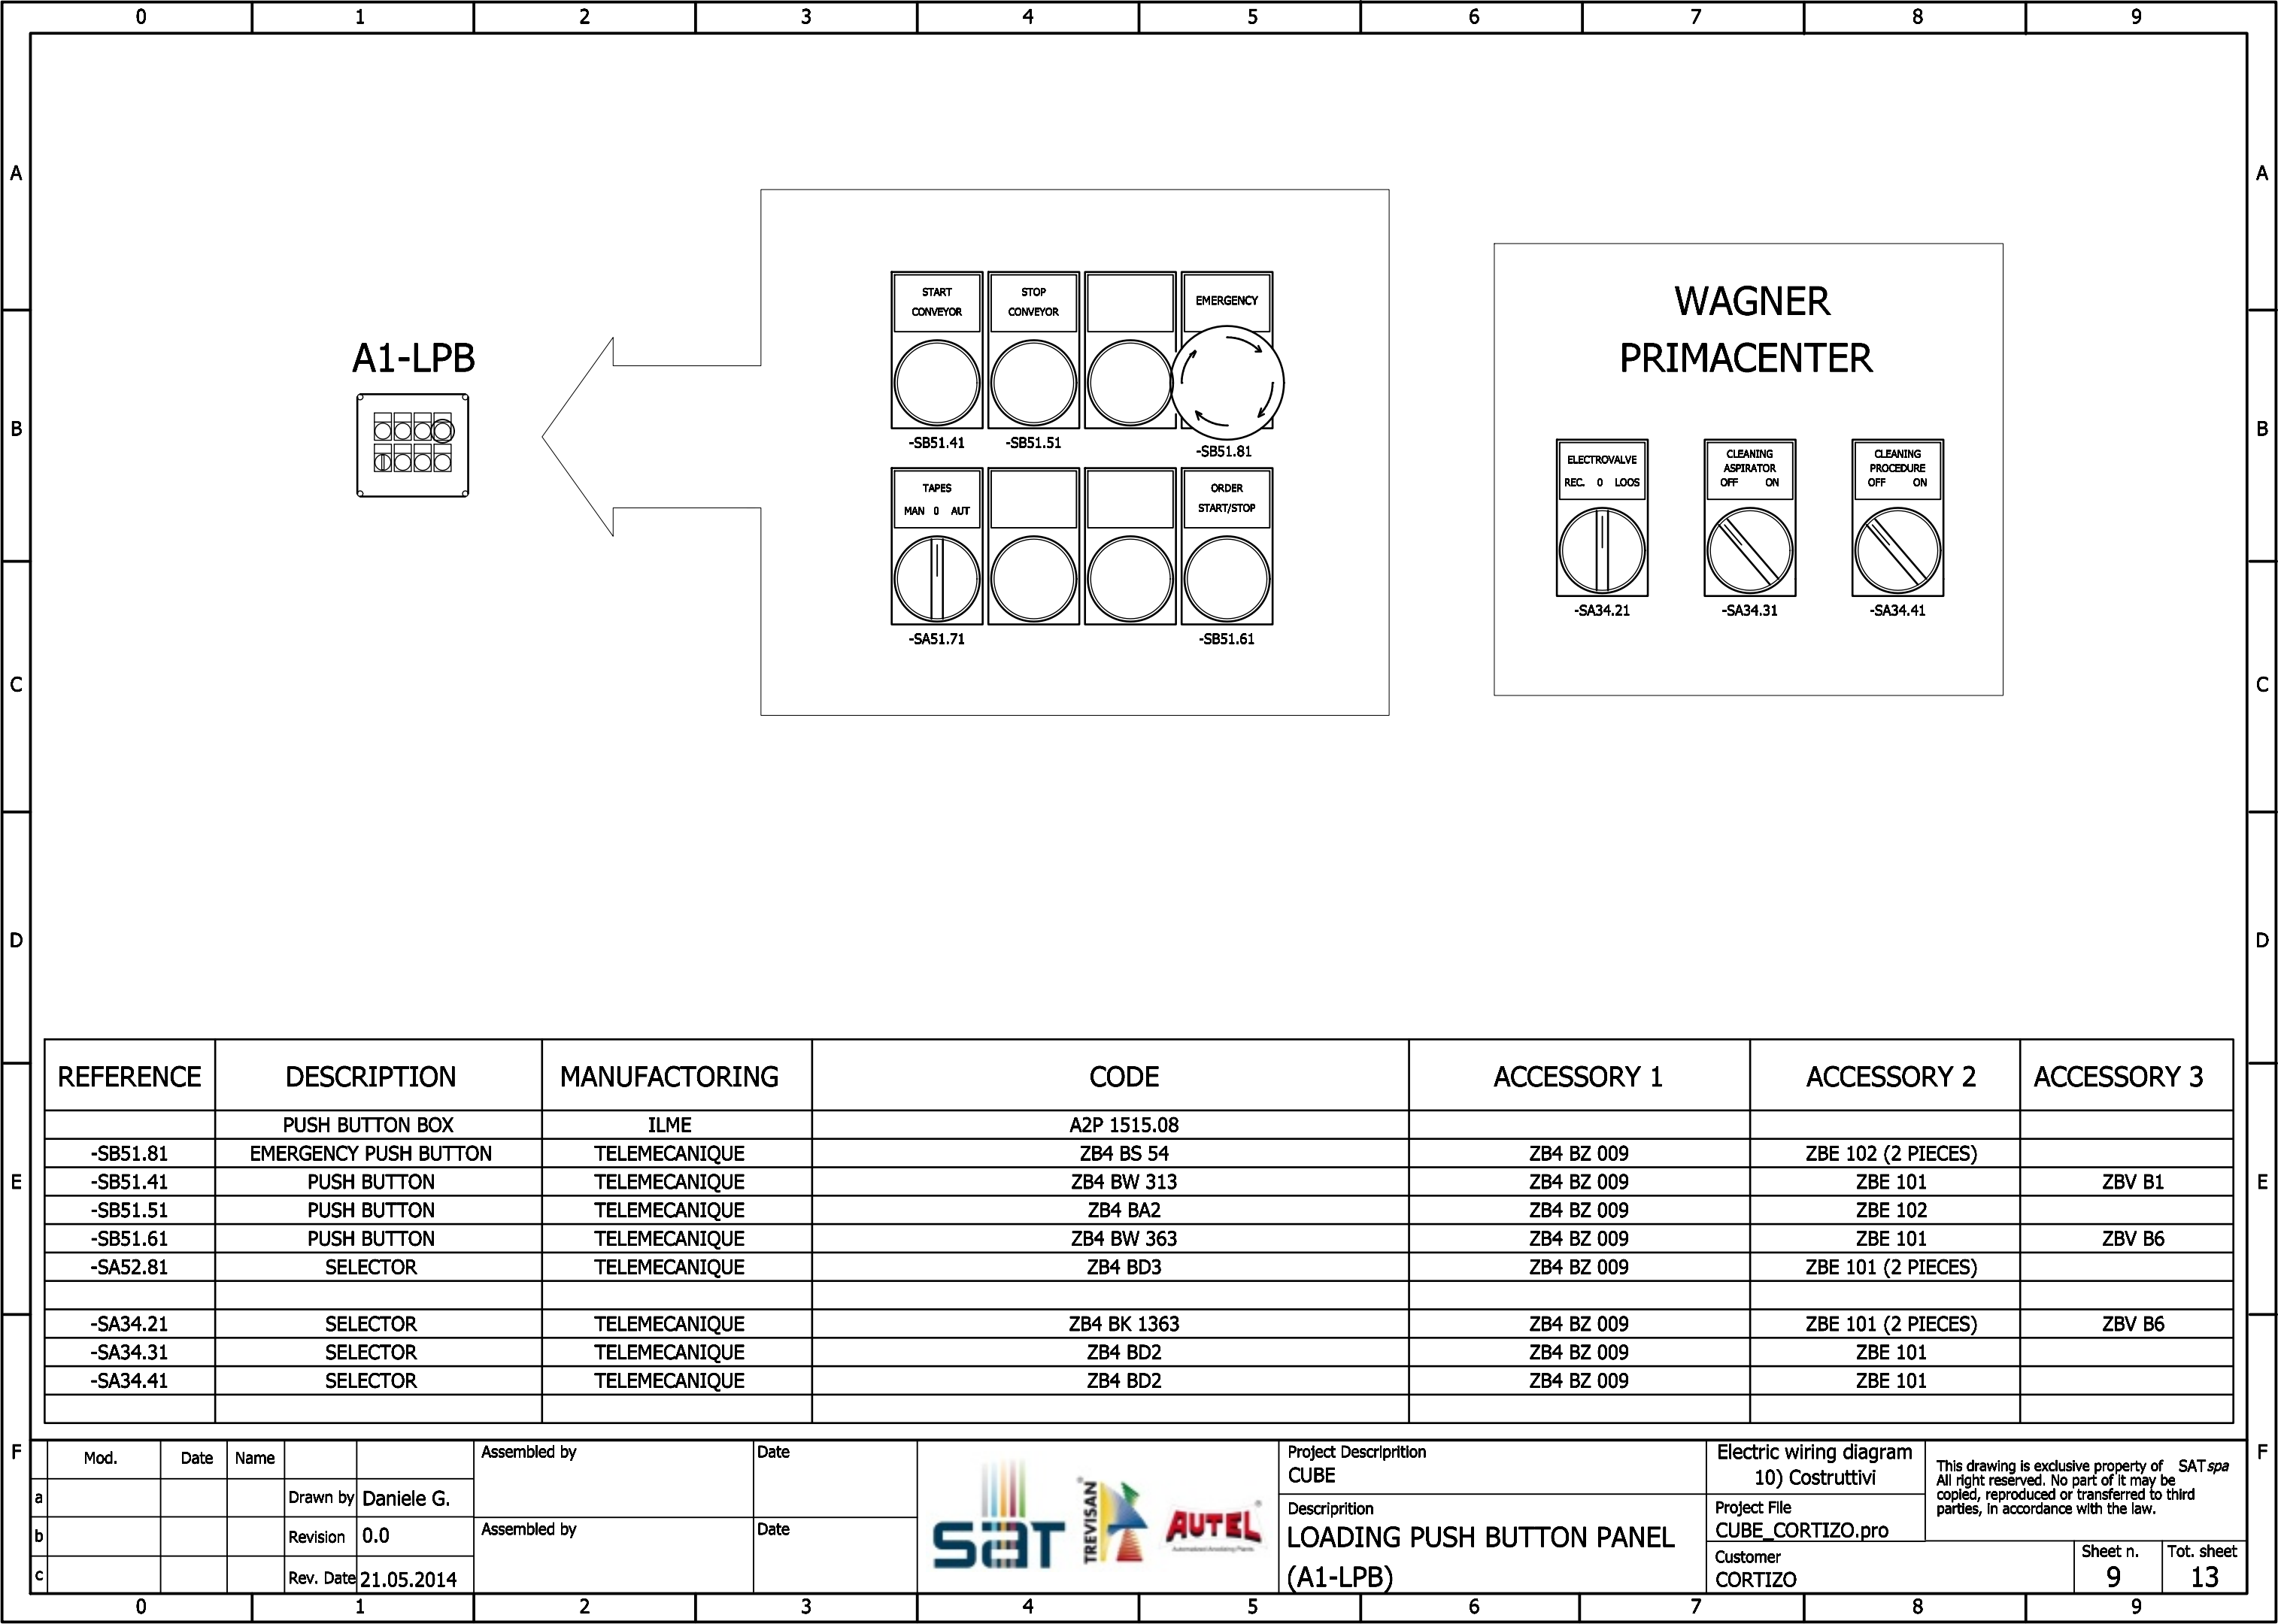 0 1 2 3 4 5 6 7 8 9
A A
START
CONVEYOR
STOP
CONVEYOR
EMERGENCY
WAGNER
PRIMACENTER
A1-LPB
B B
-SB51.41 -SB51.51 -SB51.81
TAPES
MAN 0 AUT
ORDER
START/STOP
ELECTROVALVE
REC. 0 LOOS
CLEANING
ASPIRATOR
OFF ON
CLEANING
PROCEDURE
OFF ON
-SA34.21 -SA34.31 -SA34.41
-SA51.71 -SB51.61
C C
D D
REFERENCE DESCRIPTION MANUFACTORING CODE ACCESSORY 1 ACCESSORY 2 ACCESSORY 3
PUSH BUTTON BOX ILME A2P 1515.08
-SB51.81 EMERGENCY PUSH BUTTON TELEMECANIQUE ZB4 BS 54 ZB4 BZ 009 ZBE 102 (2 PIECES)
E -SB51.41 PUSH BUTTON TELEMECANIQUE ZB4 BW 313 ZB4 BZ 009 ZBE 101 ZBV B1 E
-SB51.51 PUSH BUTTON TELEMECANIQUE ZB4 BA2 ZB4 BZ 009 ZBE 102
-SB51.61 PUSH BUTTON TELEMECANIQUE ZB4 BW 363 ZB4 BZ 009 ZBE 101 ZBV B6
-SA52.81 SELECTOR TELEMECANIQUE ZB4 BD3 ZB4 BZ 009 ZBE 101 (2 PIECES)
-SA34.21 SELECTOR TELEMECANIQUE ZB4 BK 1363 ZB4 BZ 009 ZBE 101 (2 PIECES) ZBV B6
-SA34.31 SELECTOR TELEMECANIQUE ZB4 BD2 ZB4 BZ 009 ZBE 101
-SA34.41 SELECTOR TELEMECANIQUE ZB4 BD2 ZB4 BZ 009 ZBE 101
F F
Mod. Date Name
a Drawn by Daniele G.
b Revision 0.0
c Rev. Date 21.05.2014
Assembled by Date
Assembled by Date
SAT
TREVISAN
AUTEL
Project Descriprition
CUBE
Descriprition
LOADING PUSH BUTTON PANEL
(A1-LPB)
Electric wiring diagram
10) Costruttivi
Project File
CUBE_CORTIZO.pro
Customer
CORTIZO
This drawing is exclusive property of SAT spa
All right reserved. No part of it may be
copied, reproduced or transferred to third
parties, in accordance with the law.
Sheet n. Tot. sheet
9 13
0 1 2 3 4 5 6 7 8 9